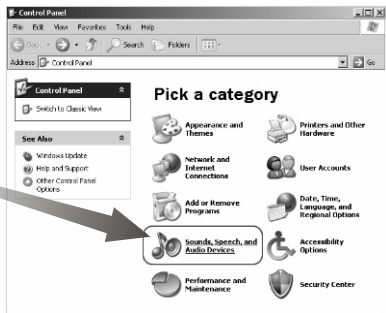 Control Panel
File Edit View Favorites Tools Help
Back Search Folders
Address Control Panel Go
Control Panel
Switch to Classic View
See Also
Windows Update
Help and Support
Other Control Panel
Options
Pick a category
Appearance and
Themes
Printers and Other
Hardware
Network and
Internet
Connections
User Accounts
Add or Remove
Programs
Date, Time,
Language, and
Regional Options
Sounds, Speech, and
Audio Devices
Accessibility
Options
Performance and
Maintenance
Security Center